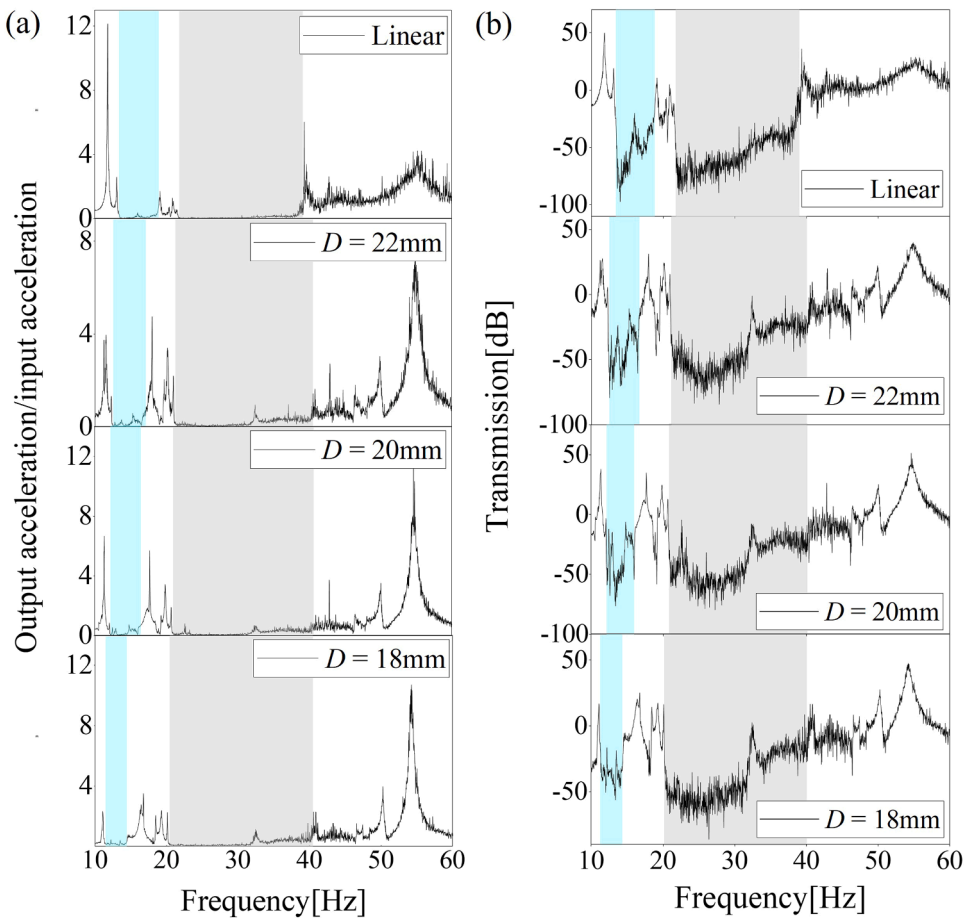 (a)
Output acceleration/input acceleration
12
8
4
0
Linear
8
4
0
D = 22mm
12
8
4
0
D = 20mm
12
8
4
D = 18mm
10 20 30 40 50 60
Frequency[Hz]
(b)
Transmission[dB]
50
0
-50
-100
Linear
50
0
-50
-100
D = 22mm
50
0
-50
-100
D = 20mm
50
0
-50
D = 18mm
10 20 30 40 50 60
Frequency[Hz]